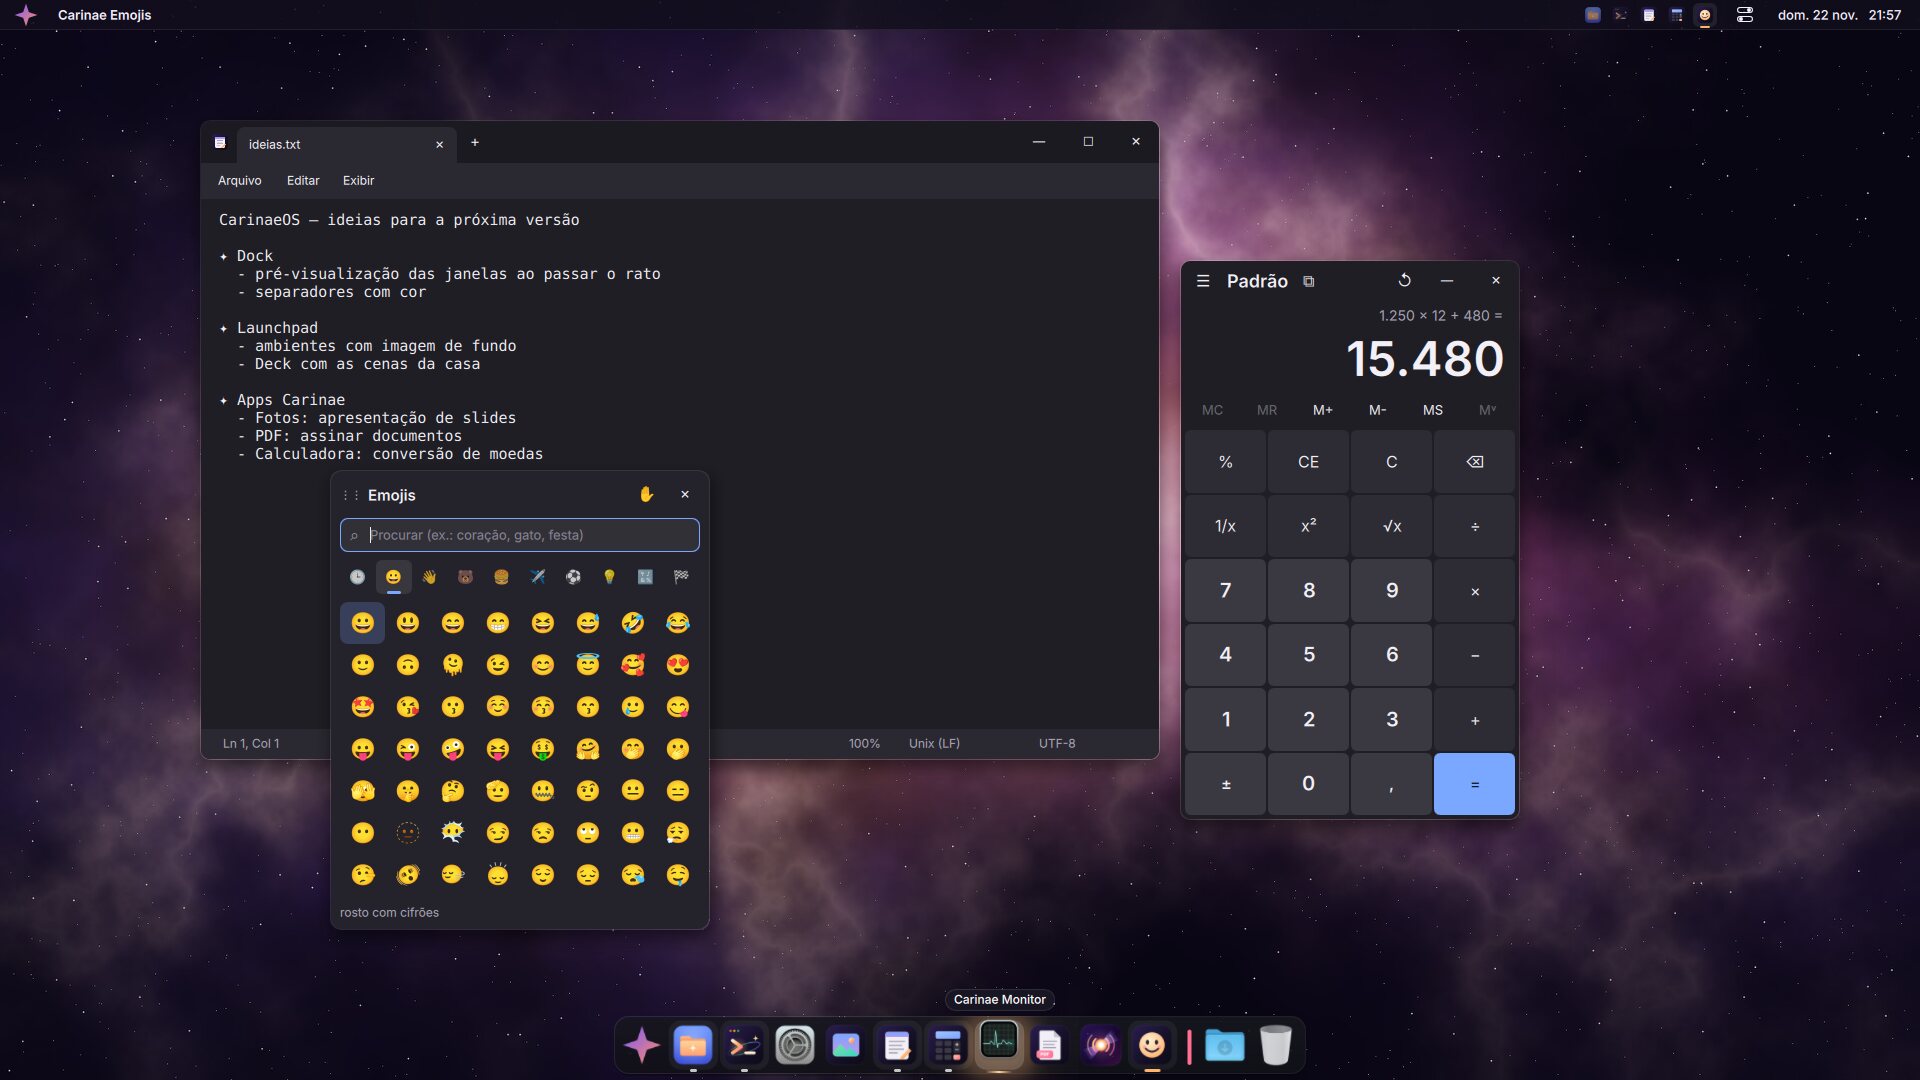 Carinae Emojis
dom. 22 nov. 21:57
ideias.txt
Arquivo Editar Exibir
CarinaeOS — ideias para a próxima versão
✦ Dock
- pré-visualização das janelas ao passar o rato
- separadores com cor
✦ Launchpad
- ambientes com imagem de fundo
- Deck com as cenas da casa
✦ Apps Carinae
- Fotos: apresentação de slides
- PDF: assinar documentos
- Calculadora: conversão de moedas
Ln 1, Col 1
100% Unix (LF) UTF-8
Emojis
Procurar (ex.: coração, gato, festa)
rosto com cifrões
Padrão
1.250 × 12 + 480 =
15.480
MC MR M+ M- MS M˅
% CE C ⌫
1/x x² √x ÷
7 8 9 ×
4 5 6 −
1 2 3 +
± 0 , =
Carinae Monitor
PDF